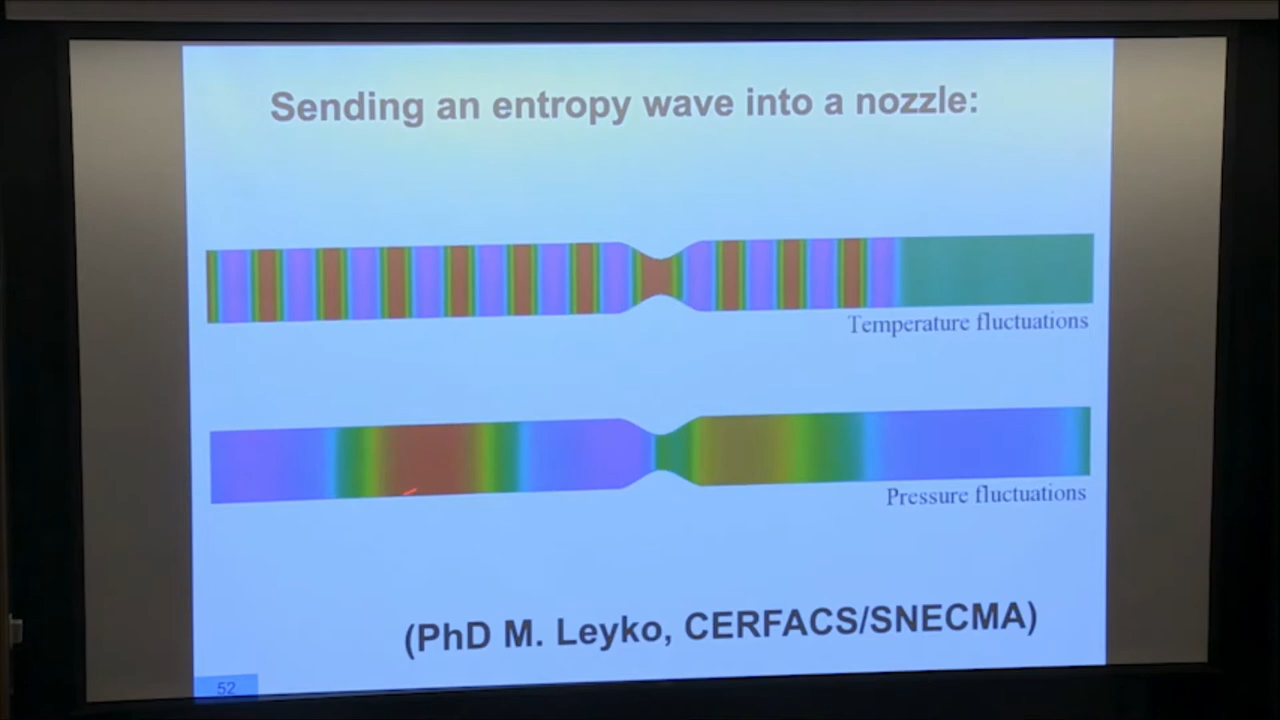 Sending an entropy wave into a nozzle:
Temperature fluctuations
Pressure fluctuations
(PhD M. Leyko, CERFACS/SNECMA)
52